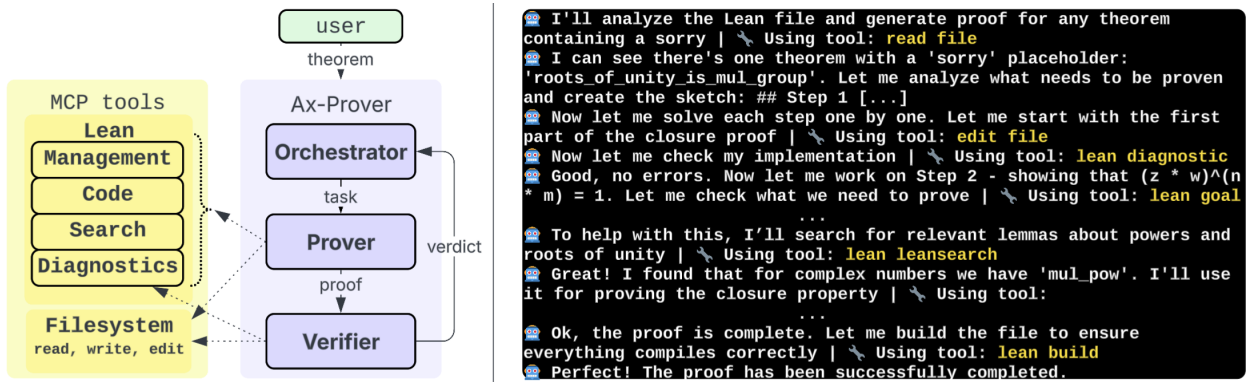 user
theorem
MCP tools
Lean
Management
Code
Search
Diagnostics
Filesystem
read, write, edit
Ax-Prover
Orchestrator
task
Prover
proof
Verifier
verdict
I'll analyze the Lean file and generate proof for any theorem
containing a sorry | Using tool: read file
I can see there's one theorem with a 'sorry' placeholder:
'roots_of_unity_is_mul_group'. Let me analyze what needs to be proven
and create the sketch: ## Step 1 [...]
Now let me solve each step one by one. Let me start with the first
part of the closure proof | Using tool: edit file
Now let me check my implementation | Using tool: lean diagnostic
Good, no errors. Now let me work on Step 2 - showing that (z * w)^(n
* m) = 1. Let me check what we need to prove | Using tool: lean goal
...
To help with this, I’ll search for relevant lemmas about powers and
roots of unity | Using tool: lean leansearch
Great! I found that for complex numbers we have 'mul_pow'. I'll use
it for proving the closure property | Using tool:
...
Ok, the proof is complete. Let me build the file to ensure
everything compiles correctly | Using tool: lean build
Perfect! The proof has been successfully completed.